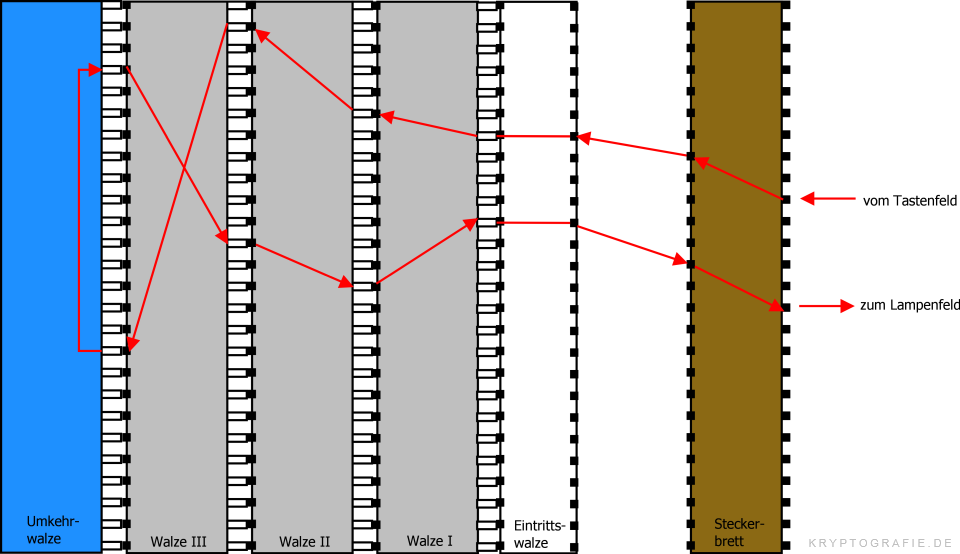 vom Tastenfeld
zum Lampenfeld
Umkehr-
walze
Walze III
Walze II
Walze I
Eintritts-
walze
Stecker-
brett
KRYPTOGRAFIE.DE